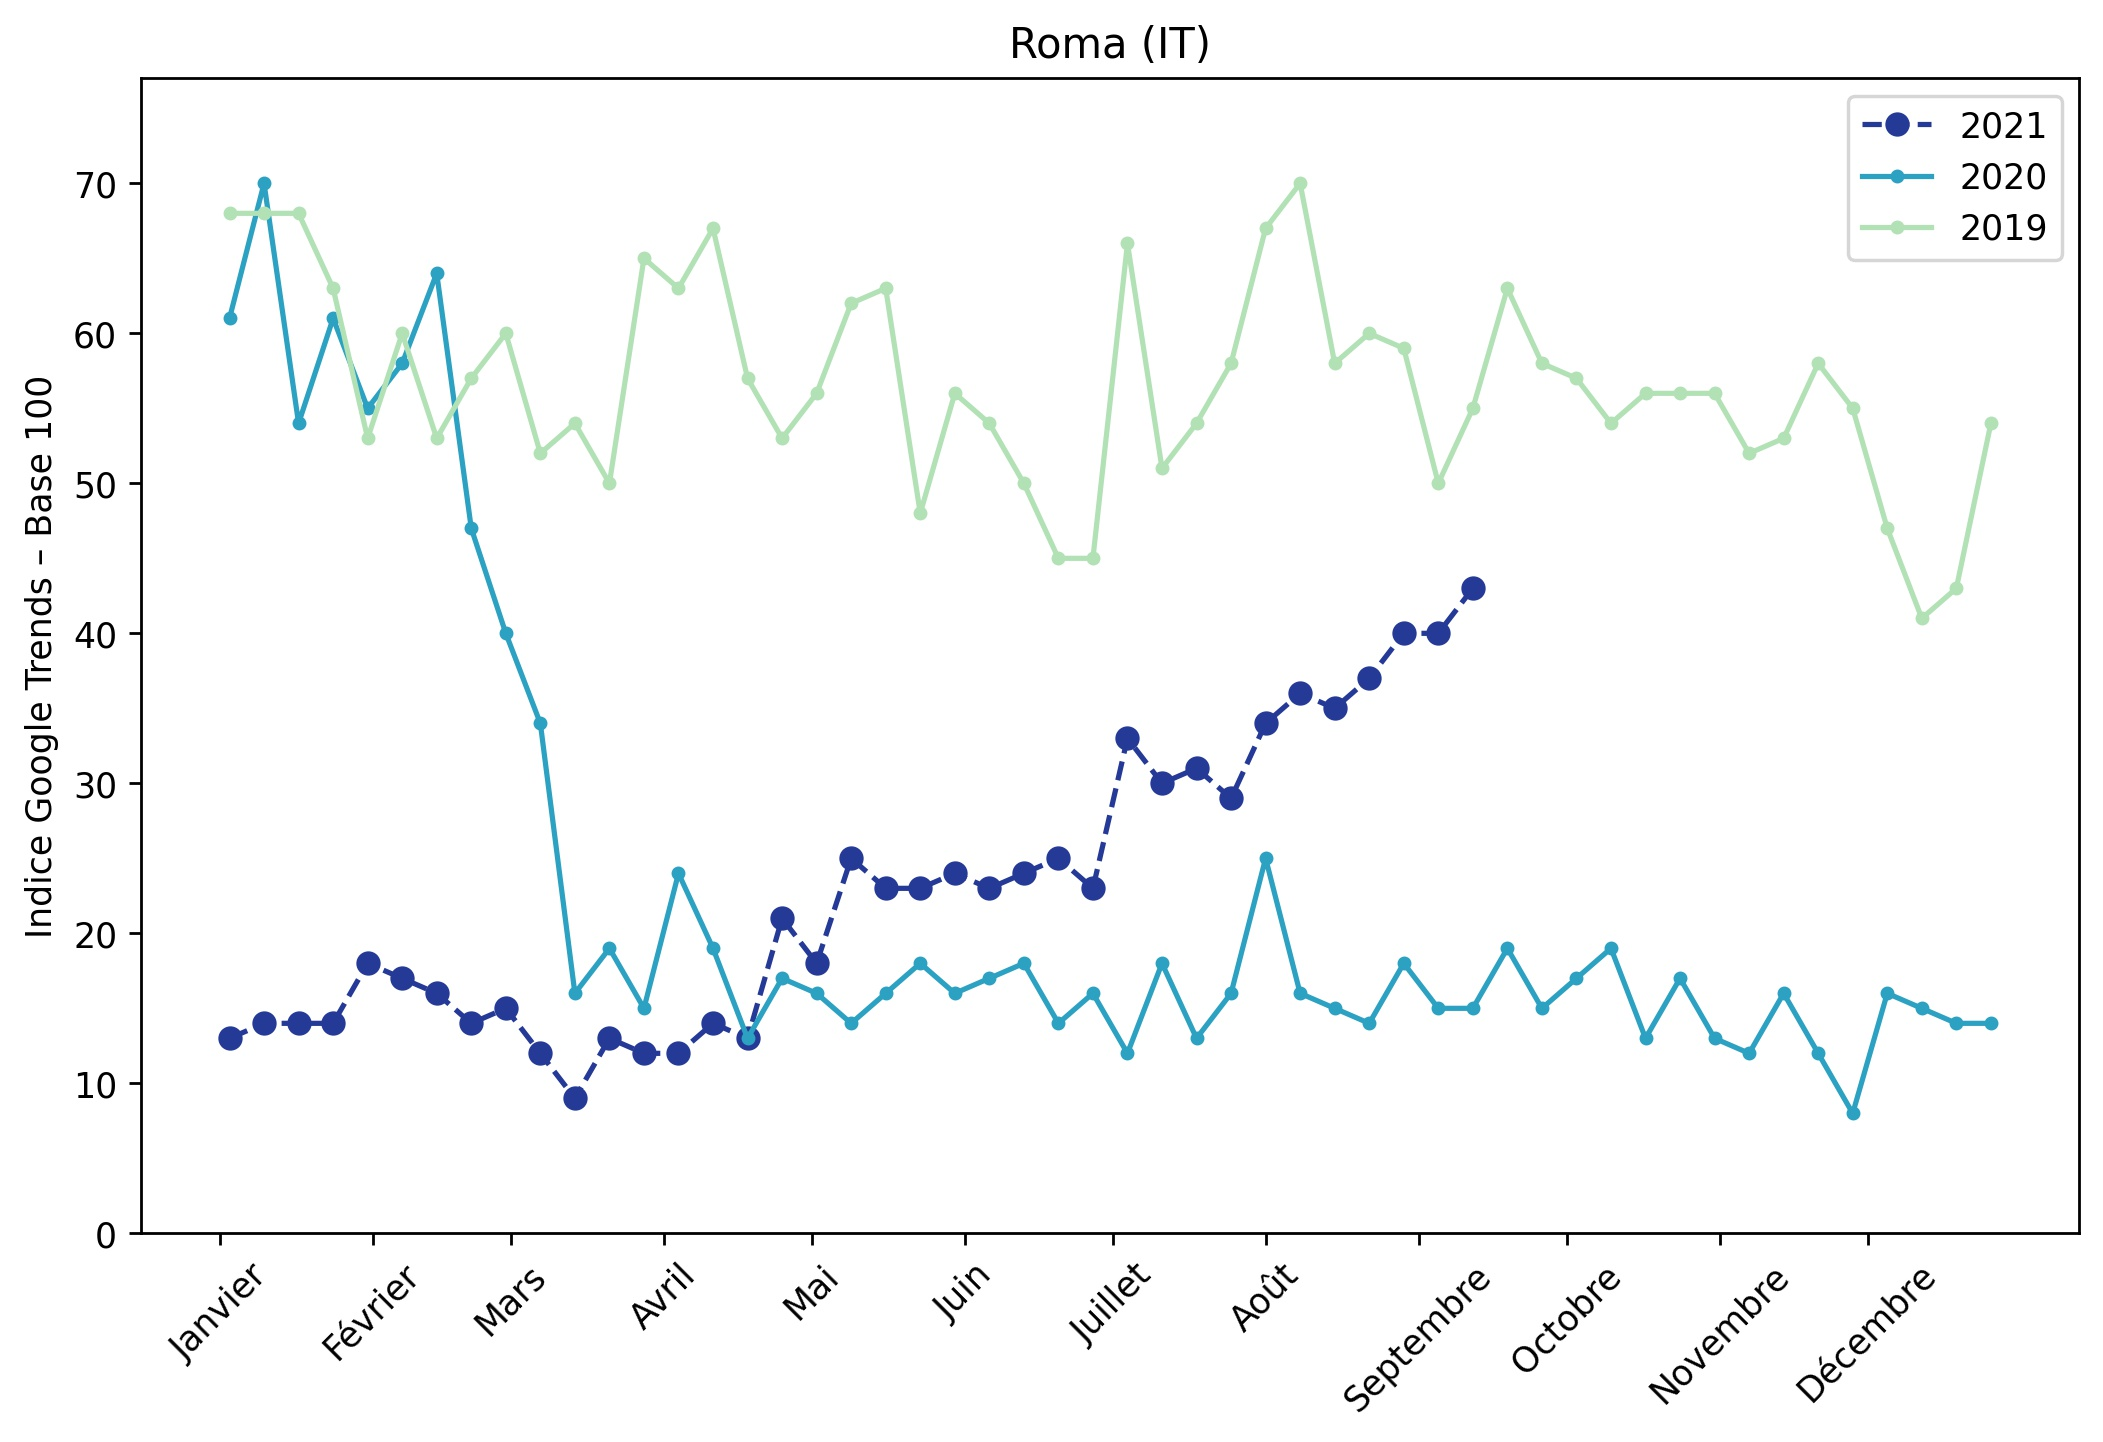 Roma (IT)
2021
2020
2019
Indice Google Trends – Base 100
70
60
50
40
30
20
10
0
Janvier
Février
Mars
Avril
Mai
Juin
Juillet
Août
Septembre
Octobre
Novembre
Décembre